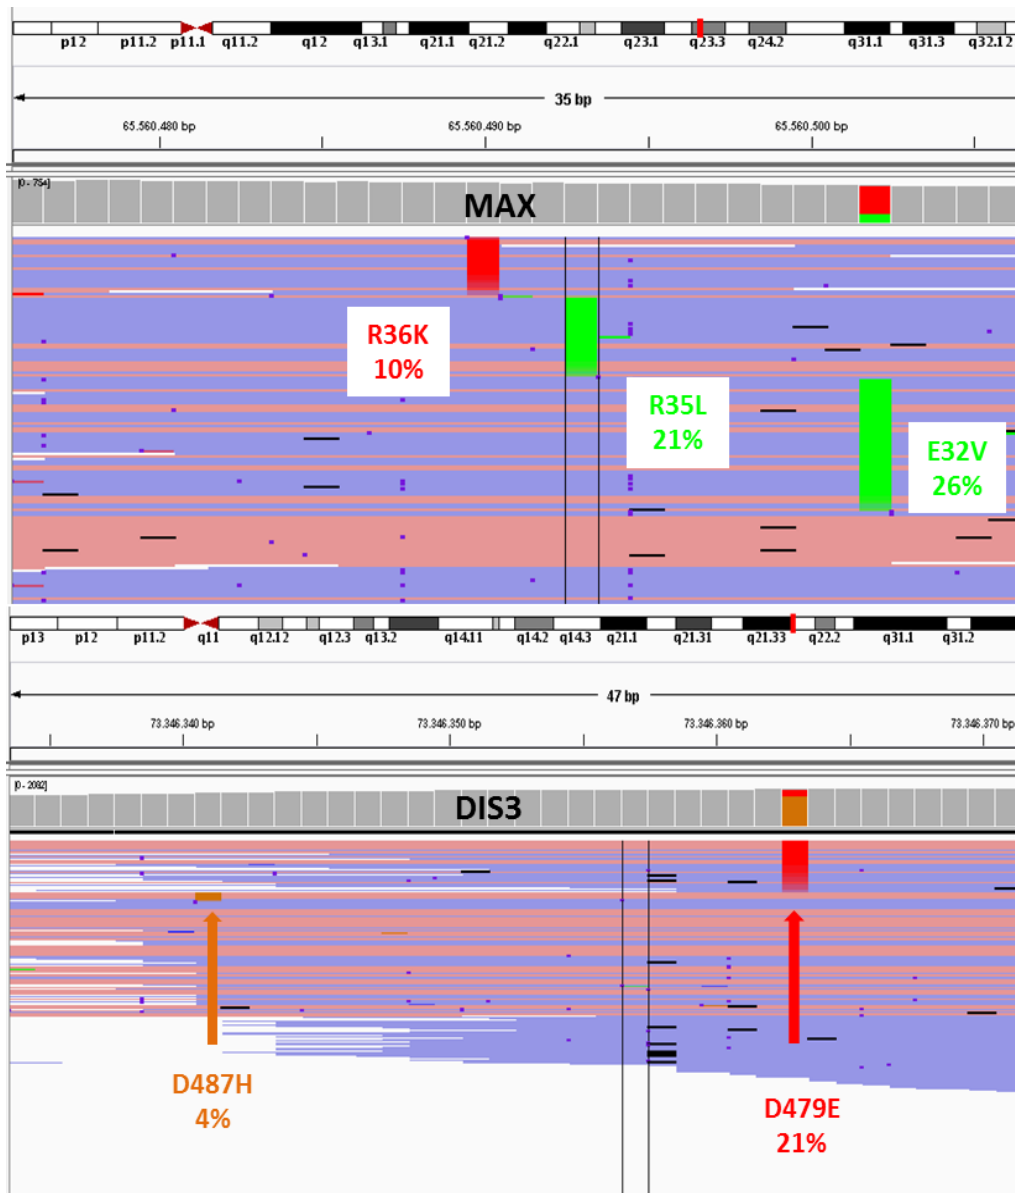 p12 p11.2 p11.1 q11.2 q12 q13.1 q21.1 q21.2 q22.1 q23.1 q23.3 q24.2 q31.1 q31.3 q32.12
35 bp
65.560.480 bp 65.560.490 bp 65.560.500 bp
[0 - 754]
MAX
R36K
10%
R35L
21%
E32V
26%
p13 p12 p11.2 q11 q12.12 q12.3 q13.2 q14.11 q14.2 q14.3 q21.1 q21.31 q21.33 q22.2 q31.1 q31.2
47 bp
73.346.340 bp 73.346.350 bp 73.346.360 bp 73.346.370 bp
[0 - 2082]
DIS3
D487H
4%
D479E
21%